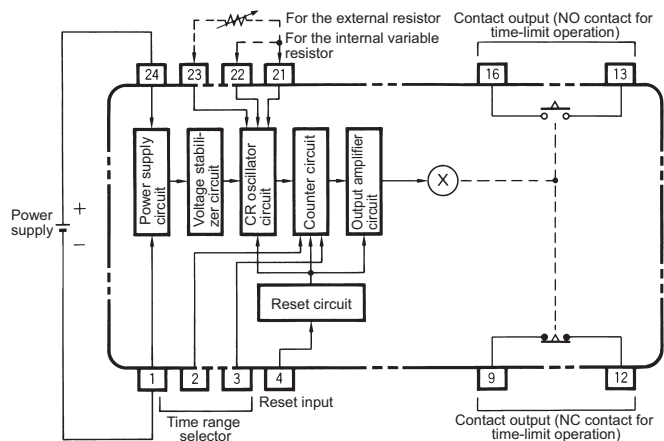 For the external resistor
For the internal variable
resistor
Contact output (NO contact for
time-limit operation)
24
23
22
21
16
13
Power supply
circuit
Voltage stabili-
zer circuit
CR oscillator
circuit
Counter circuit
Output amplifier
circuit
X
Power
supply
+
−
Reset circuit
1
2
3
4
9
12
Time range
selector
Reset input
Contact output (NC contact for
time-limit operation)